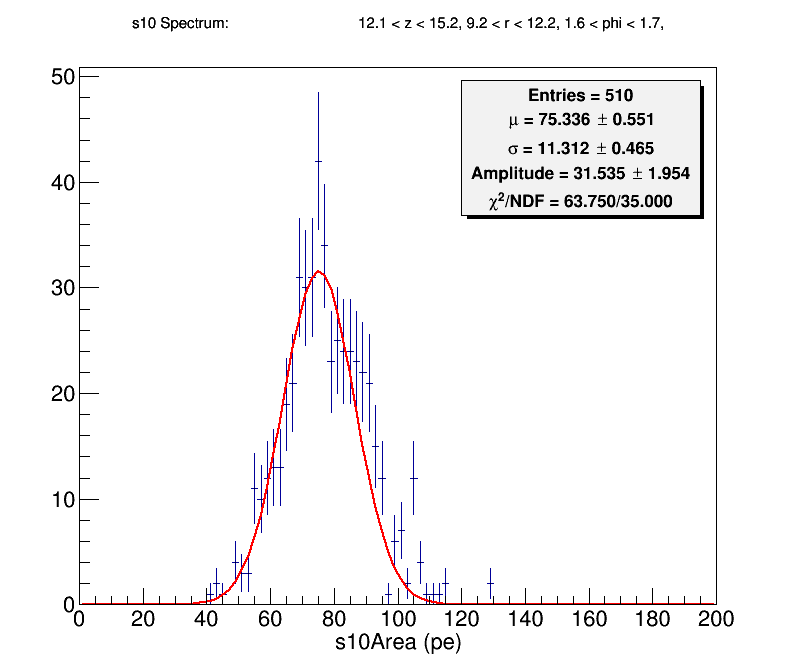 s10 Spectrum: 12.1 < z < 15.2, 9.2 < r < 12.2, 1.6 < phi < 1.7,
Entries = 510
μ = 75.336 ± 0.551
σ = 11.312 ± 0.465
Amplitude = 31.535 ± 1.954
χ²/NDF = 63.750/35.000
50
40
30
20
10
0
0 20 40 60 80 100 120 140 160 180 200
s10Area (pe)